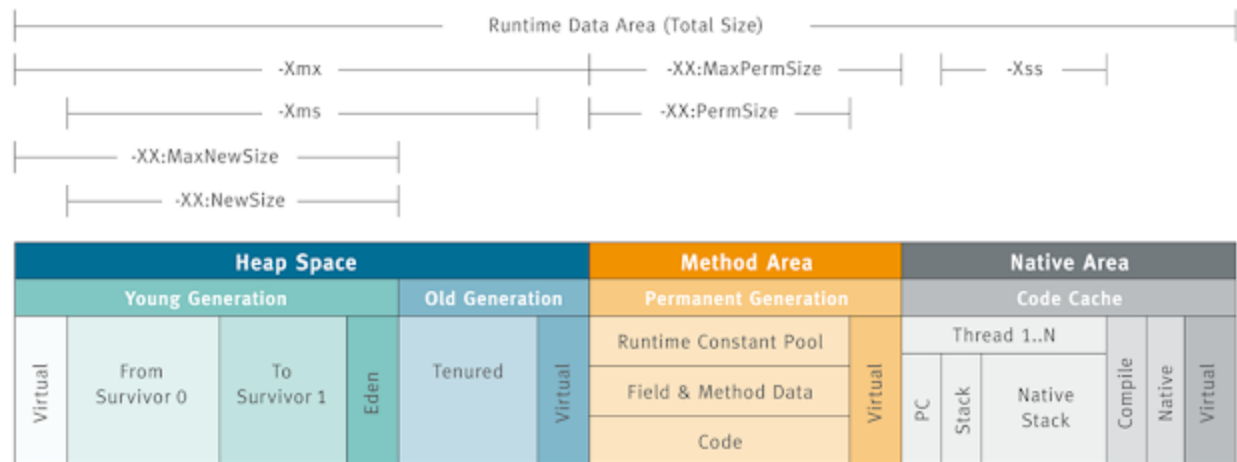 Runtime Data Area (Total Size)
-Xmx
-XX:MaxPermSize
-Xss
-Xms
-XX:PermSize
-XX:MaxNewSize
-XX:NewSize
Heap Space
Method Area
Native Area
Young Generation
Old Generation
Permanent Generation
Code Cache
Virtual
From
Survivor 0
To
Survivor 1
Eden
Tenured
Virtual
Runtime Constant Pool
Field & Method Data
Code
Virtual
Thread 1..N
PC
Stack
Native
Stack
Compile
Native
Virtual